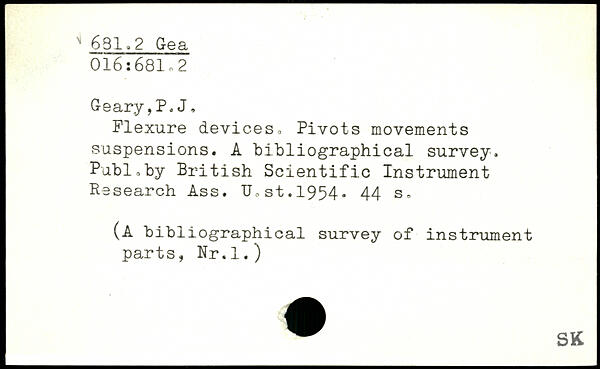 681.2 Gea
016:681.2
Geary,P.J.
Flexure devices. Pivots movements
suspensions. A bibliographical survey.
Publ.by British Scientific Instrument
Research Ass. U.st.1954. 44 s.
(A bibliographical survey of instrument
parts, Nr.1.)
SK